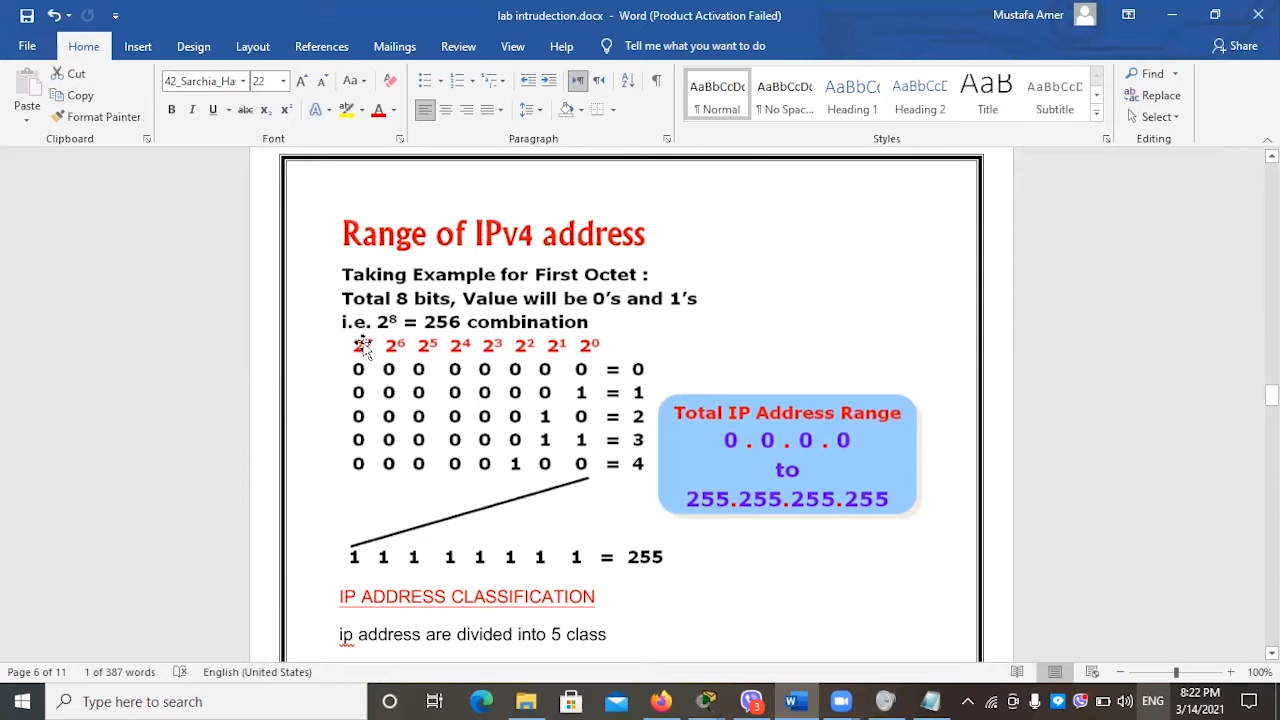 lab intrudection.docx - Word (Product Activation Failed)
Mustafa Amer
File Home Insert Design Layout References Mailings Review View Help Tell me what you want to do Share
Cut
Copy
Format Painter
Paste
Clipboard
42_Sarchia_Ha 22
Font
Paragraph
AaBbCcDc AaBbCcDc AaBbC( AaBbCcC AaB AaBbCcD
¶ Normal ¶ No Spac... Heading 1 Heading 2 Title Subtitle
Styles
Find
Replace
Select
Editing
Range of IPv4 address
Taking Example for First Octet :
Total 8 bits, Value will be 0's and 1's
i.e. 2⁸ = 256 combination
2⁷ 2⁶ 2⁵ 2⁴ 2³ 2² 2¹ 2⁰
0 0 0 0 0 0 0 0 = 0
0 0 0 0 0 0 0 1 = 1
0 0 0 0 0 0 1 0 = 2
0 0 0 0 0 0 1 1 = 3
0 0 0 0 0 1 0 0 = 4
1 1 1 1 1 1 1 1 = 255
Total IP Address Range
0 . 0 . 0 . 0
to
255.255.255.255
IP ADDRESS CLASSIFICATION
ip address are divided into 5 class
Page 6 of 11 1 of 387 words English (United States) 100%
Type here to search
3
ENG
8:22 PM
3/14/2021